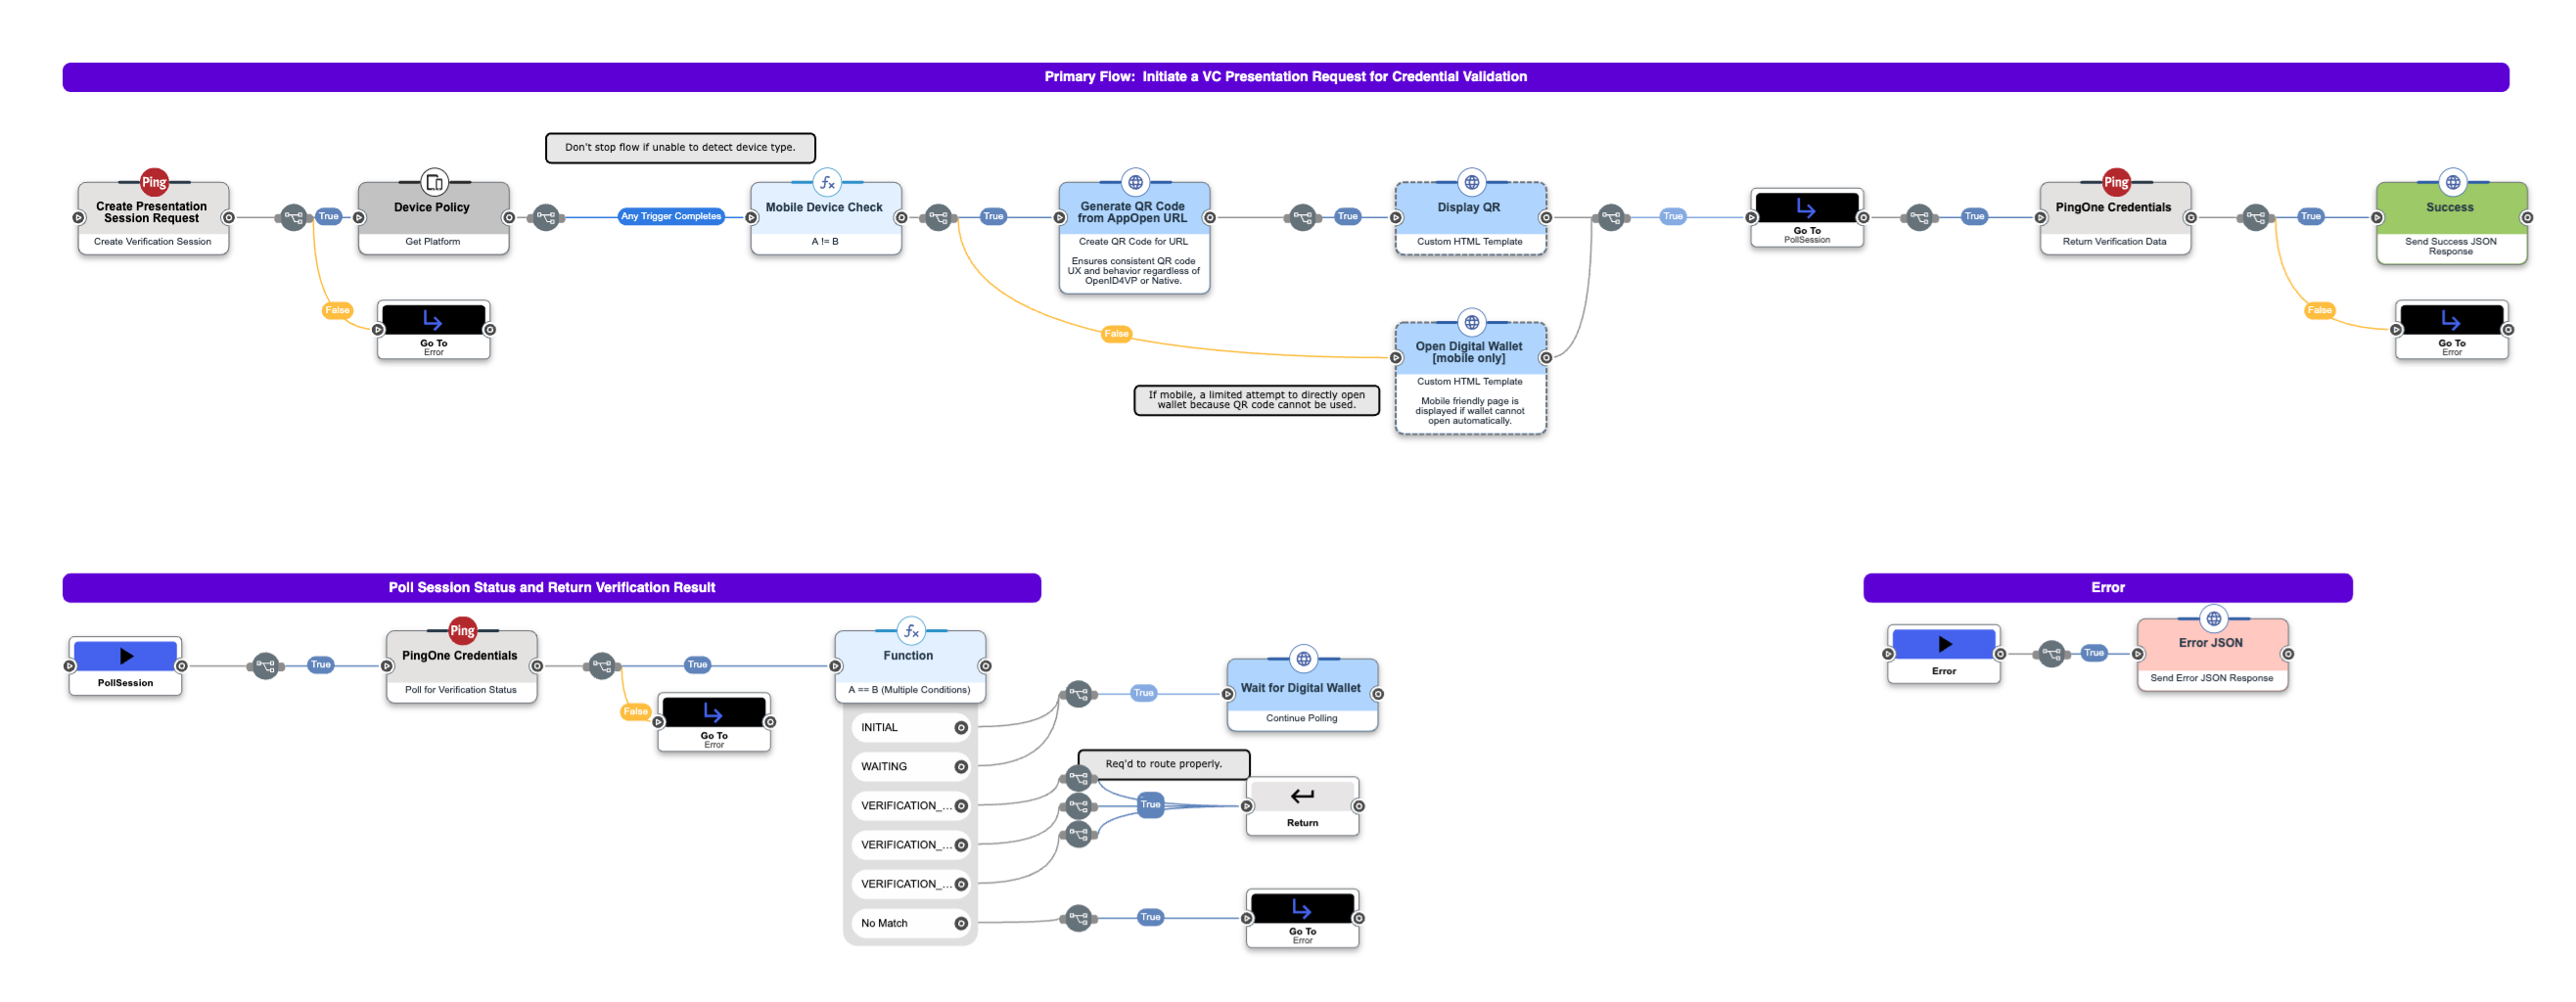 Primary Flow: Initiate a VC Presentation Request for Credential Validation
Don't stop flow if unable to detect device type.
Ping
Create Presentation
Session Request
Create Verification Session
True
False
Go To
Error
Device Policy
Get Platform
Any Trigger Completes
Mobile Device Check
A != B
True
False
Generate QR Code
from AppOpen URL
Create QR Code for URL
Ensures consistent QR code
UX and behavior regardless of
OpenID4VP or Native.
True
Display QR
Custom HTML Template
Open Digital Wallet
[mobile only]
Custom HTML Template
Mobile friendly page is
displayed if wallet cannot
open automatically.
If mobile, a limited attempt to directly open
wallet because QR code cannot be used.
True
Go To
PollSession
True
Ping
PingOne Credentials
Return Verification Data
True
False
Success
Send Success JSON
Response
Go To
Error
Poll Session Status and Return Verification Result
PollSession
True
Ping
PingOne Credentials
Poll for Verification Status
True
False
Go To
Error
Function
A == B (Multiple Conditions)
INITIAL
WAITING
VERIFICATION_...
VERIFICATION_...
VERIFICATION_...
No Match
True
Wait for Digital Wallet
Continue Polling
Req'd to route properly.
True
Return
True
Go To
Error
Error
Error
True
Error JSON
Send Error JSON Response